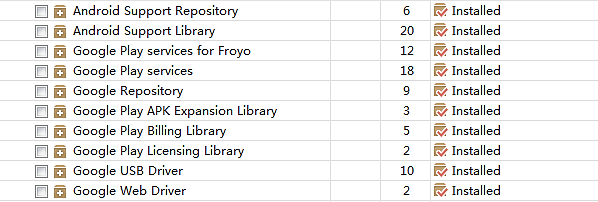 Android Support Repository 6 Installed
Android Support Library 20 Installed
Google Play services for Froyo 12 Installed
Google Play services 18 Installed
Google Repository 9 Installed
Google Play APK Expansion Library 3 Installed
Google Play Billing Library 5 Installed
Google Play Licensing Library 2 Installed
Google USB Driver 10 Installed
Google Web Driver 2 Installed